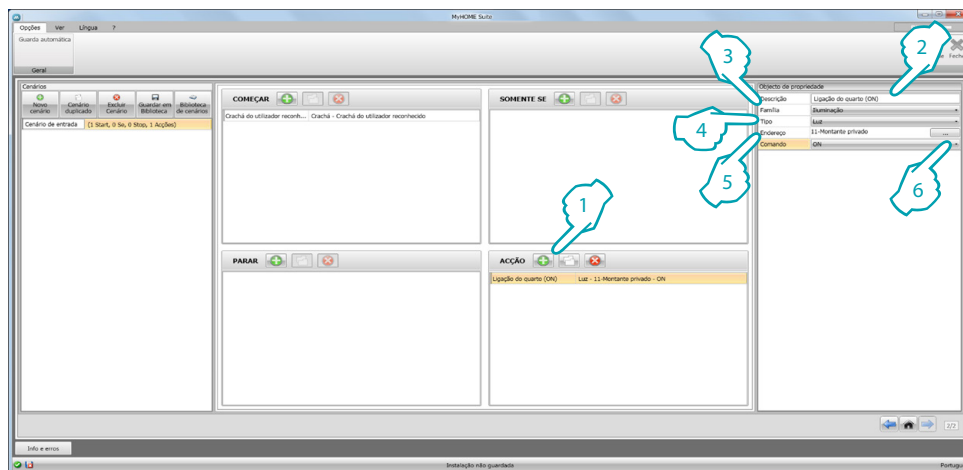 MyHOME Suite
Opções Ver Língua ?
Guarda automática
Geral
Fech
Cenários
Novo cenário
Cenário duplicado
Excluir Cenário
Guardar em Biblioteca
Biblioteca de cenários
Cenário de entrada (1 Start, 0 Se, 0 Stop, 1 Acções)
COMEÇAR
Crachá do utilizador reconh... Crachá - Crachá do utilizador reconhecido
SOMENTE SE
PARAR
ACÇÃO
Ligação do quarto (ON) Luz - 11-Montante privado - ON
Objecto de propriedade
Descrição Ligação do quarto (ON)
Família Iluminação
Tipo Luz
Endereço 11-Montante privado ...
Comando ON
1
2
3
4
5
6
2/2
Info e erros
Instalação não guardada
Portugu